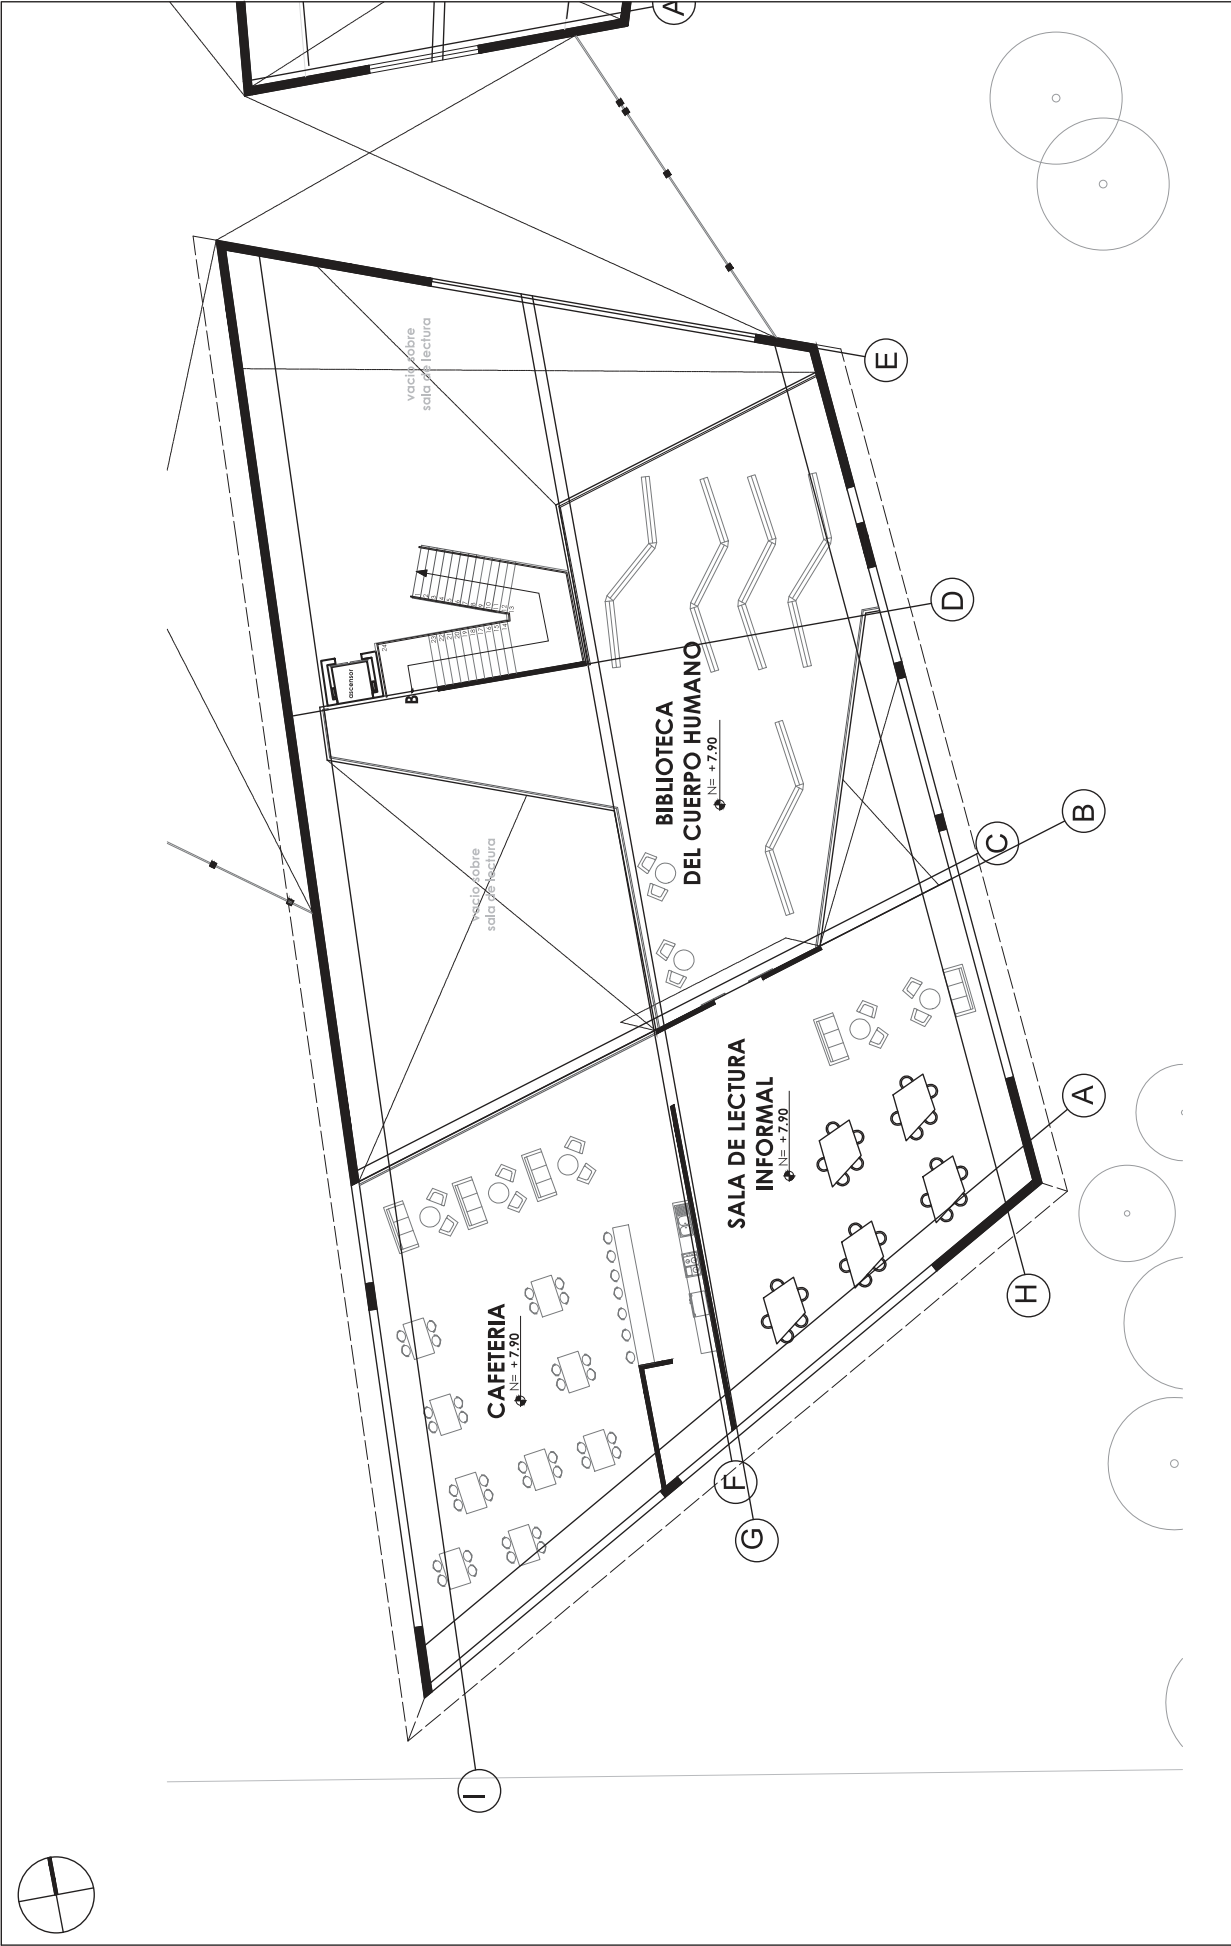 A
vacio sobre
sala de lectura
E
D
ascensor
B
BIBLIOTECA
DEL CUERPO HUMANO
N= +7.90
vacio sobre
sala de lectura
B
C
SALA DE LECTURA
INFORMAL
N= +7.90
A
CAFETERIA
N= +7.90
H
F
G
I